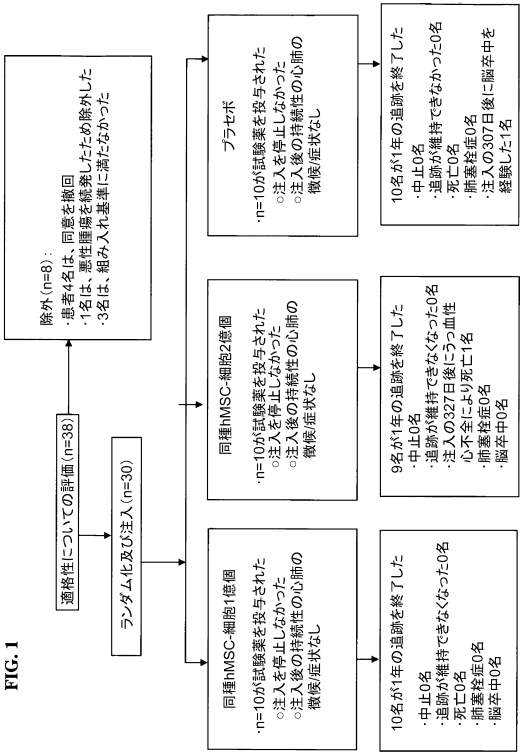 FIG. 1
適格性についての評価(n=38)
除外(n=8):
・患者4名は、同意を撤回
・1名は、悪性腫瘍を続発したため除外した
・3名は、組み入れ基準に満たなかった
ランダム化及び注入(n=30)
同種hMSC-細胞1億個
・n=10が試験薬を投与された
○注入を停止しなかった
○注入後の持続性の心肺の
徴候/症状なし
同種hMSC-細胞2億個
・n=10が試験薬を投与された
○注入を停止しなかった
○注入後の持続性の心肺の
徴候/症状なし
プラセボ
・n=10が試験薬を投与された
○注入を停止しなかった
○注入後の持続性の心肺の
徴候/症状なし
10名が1年の追跡を終了した
・中止0名
・追跡が維持できなくなった0名
・死亡0名
・肺塞栓症0名
・脳卒中0名
9名が1年の追跡を終了した
・中止0名
・追跡が維持できなくなった0名
・注入の327日後にうっ血性
心不全により死亡1名
・肺塞栓症0名
・脳卒中0名
10名が1年の追跡を終了した
・中止0名
・追跡が維持できなかった0名
・死亡0名
・肺塞栓症0名
・注入の307日後に脳卒中を
経験した1名